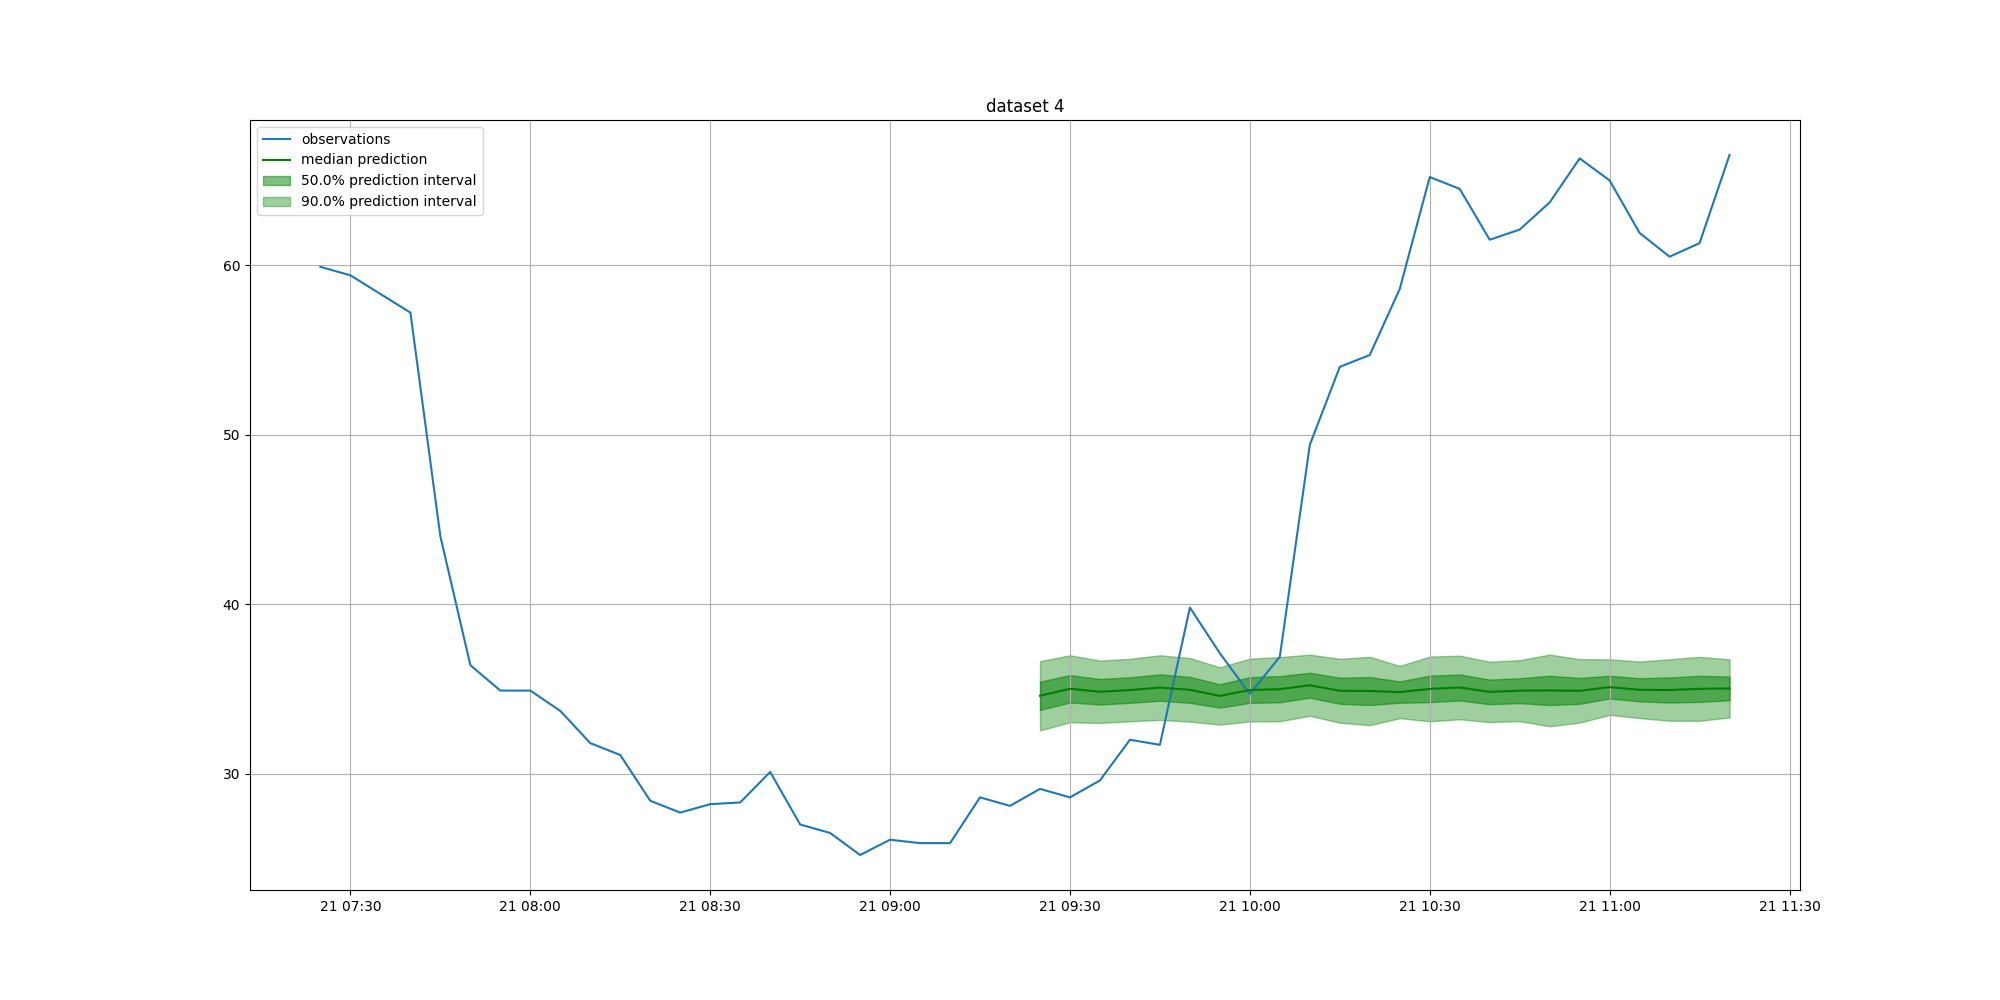 dataset 4
observations
median prediction
50.0% prediction interval
90.0% prediction interval
60
50
40
30
21 07:30
21 08:00
21 08:30
21 09:00
21 09:30
21 10:00
21 10:30
21 11:00
21 11:30